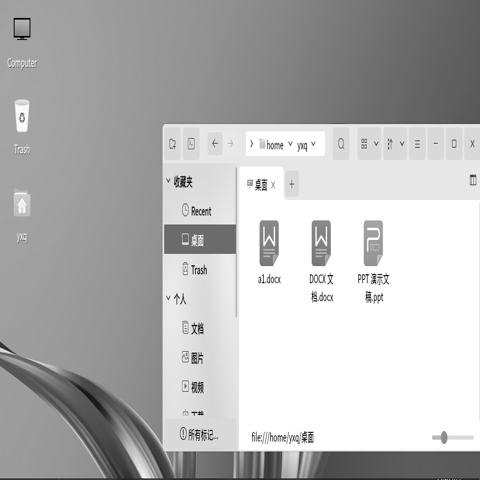 Computer
Trash
yxq
home
yxq
收藏夹
Recent
桌面
Trash
个人
文档
图片
视频
下载
所有标记...
桌面
a1.docx
DOCX 文
档.docx
PPT 演示文
稿.ppt
file:///home/yxq/桌面